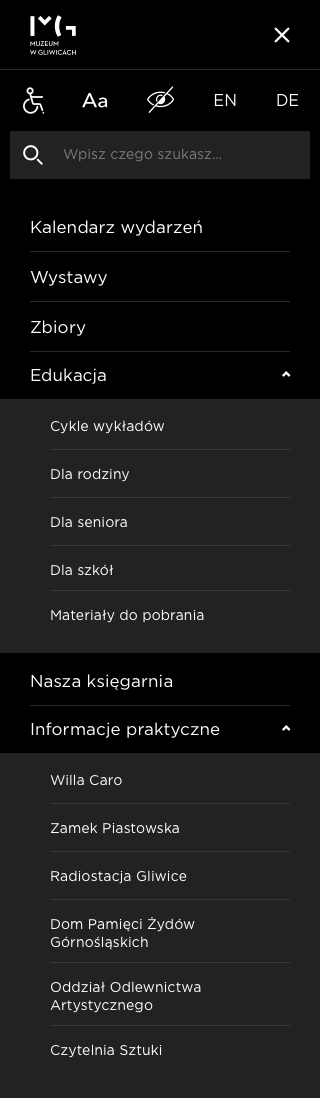 MG
MUZEUM
W GLIWICACH
Aa
EN
DE
Wpisz czego szukasz...
Kalendarz wydarzeń
Wystawy
Zbiory
Edukacja
Cykle wykładów
Dla rodziny
Dla seniora
Dla szkół
Materiały do pobrania
Nasza księgarnia
Informacje praktyczne
Willa Caro
Zamek Piastowska
Radiostacja Gliwice
Dom Pamięci Żydów
Górnośląskich
Oddział Odlewnictwa
Artystycznego
Czytelnia Sztuki